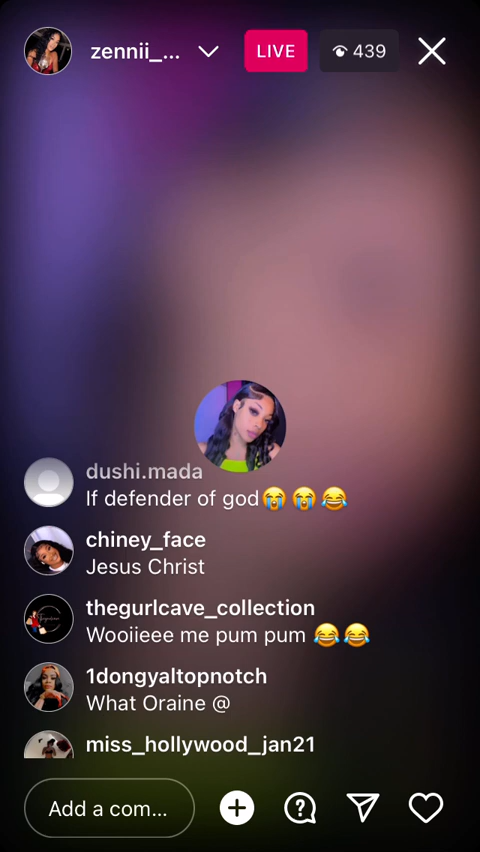 zennii_...
LIVE
439
dushi.mada
If defender of god😭😭😂
chiney_face
Jesus Christ
thegurlcave_collection
Wooiieee me pum pum 😂😂
1dongyaltopnotch
What Oraine @
miss_hollywood_jan21
Add a com...